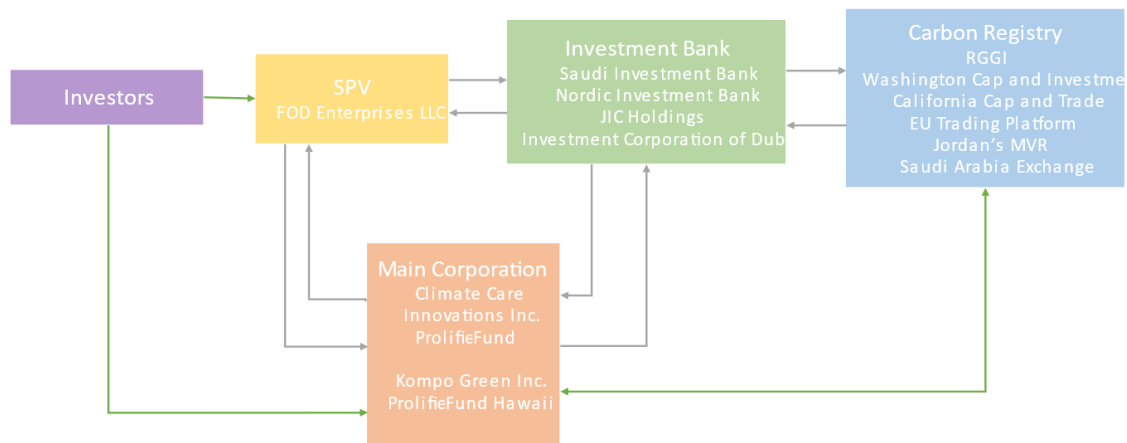 Investors
SPV
FOD Enterprises LLC
Investment Bank
Saudi Investment Bank
Nordic Investment Bank
JIC Holdings
Investment Corporation of Dub
Carbon Registry
RGGI
Washington Cap and Investme
California Cap and Trade
EU Trading Platform
Jordan's MVR
Saudi Arabia Exchange
Main Corporation
Climate Care
Innovations Inc.
ProlificFund
Kompo Green Inc.
ProlificFund Hawaii